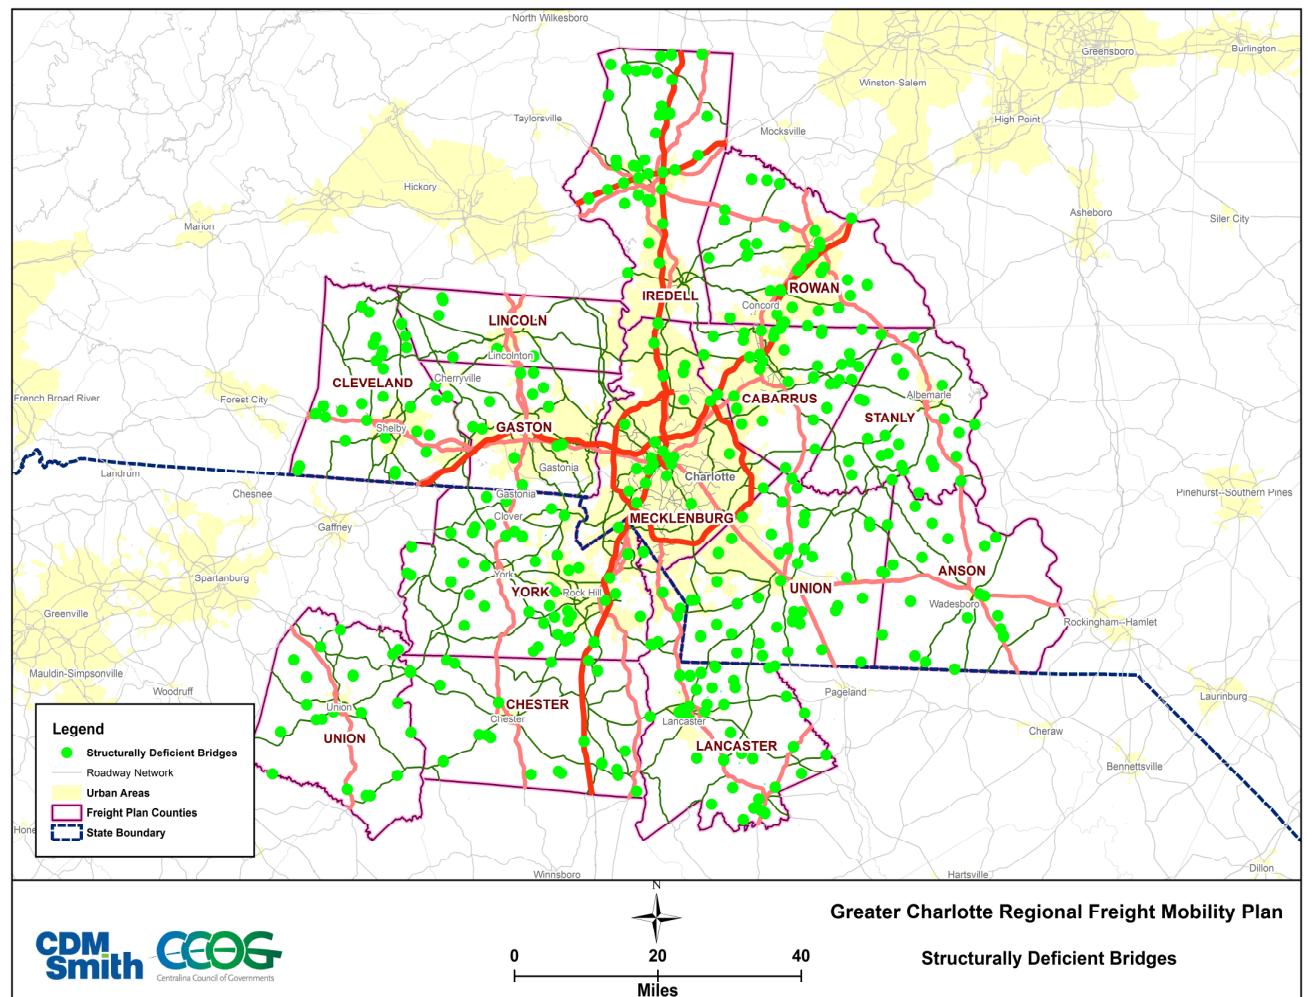 North Wilkesboro
Greensboro
Burlington
Winston-Salem
Taylorsville
High Point
Mocksville
Hickory
Asheboro
Siler City
Marion
ROWAN
IREDELL
Concord
LINCOLN
Lincolnton
CLEVELAND
Cherryville
French Broad River
Forest City
CABARRUS
Albemarle
STANLY
Shelby
GASTON
Gastonia
Charlotte
Landrum
Chesnee
Gastonia
Pinehurst--Southern Pines
Clover
MECKLENBURG
Gaffney
Spartanburg
York
YORK
Rock Hill
UNION
ANSON
Wadesboro
Greenville
Rockingham--Hamlet
Mauldin-Simpsonville
Woodruff
Union
UNION
CHESTER
Chester
Lancaster
LANCASTER
Pageland
Laurinburg
Cheraw
Bennettsville
Legend
Structurally Deficient Bridges
Roadway Network
Urban Areas
Freight Plan Counties
State Boundary
Winnsboro
Hartsville
Dillon
N
Greater Charlotte Regional Freight Mobility Plan
Structurally Deficient Bridges
CDM
Smith
CCOG
Centralina Council of Governments
0 20 40
Miles